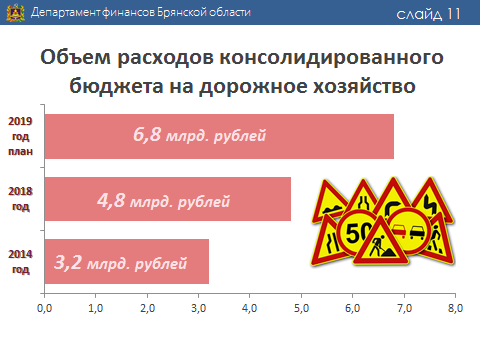 Департамент финансов Брянской области
слайд 11
Объем расходов консолидированного
бюджета на дорожное хозяйство
2019
год
план
6,8 млрд. рублей
2018
год
4,8 млрд. рублей
2014
год
3,2 млрд. рублей
50
0,0 1,0 2,0 3,0 4,0 5,0 6,0 7,0 8,0